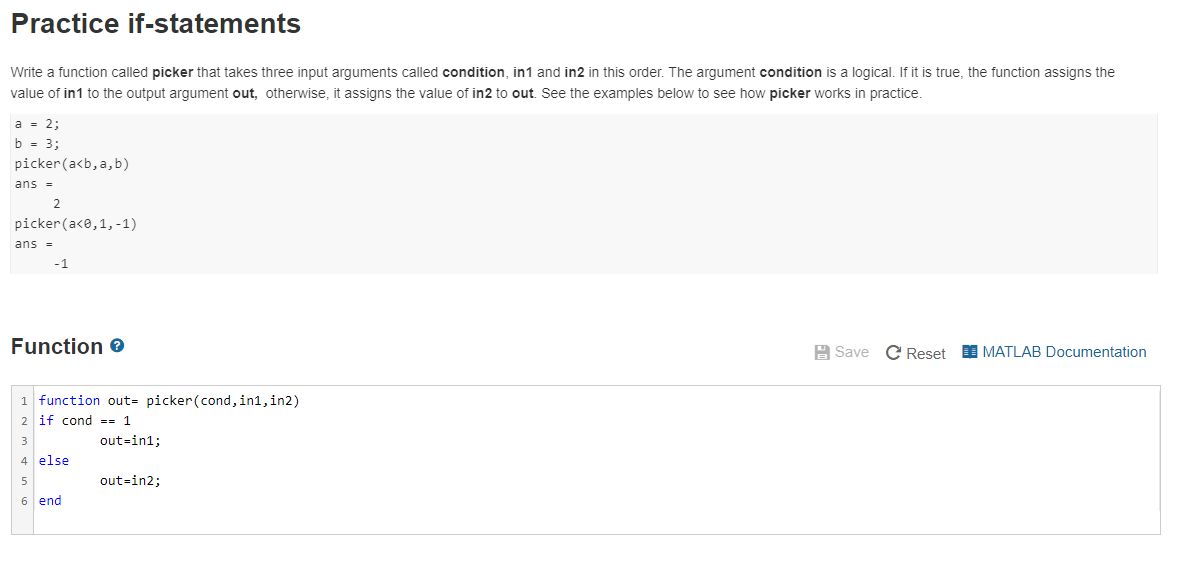 Practice if-statements
Write a function called picker that takes three input arguments called condition, in1 and in2 in this order. The argument condition is a logical. If it is true, the function assigns the
value of in1 to the output argument out,  otherwise, it assigns the value of in2 to out. See the examples below to see how picker works in practice.
a = 2;
b = 3;
picker(a<b,a,b)
ans =
     2
picker(a<0,1,-1)
ans =
     -1
Function ?
Save Reset MATLAB Documentation
1 function out= picker(cond,in1,in2)
2 if cond == 1
3         out=in1;
4 else
5         out=in2;
6 end